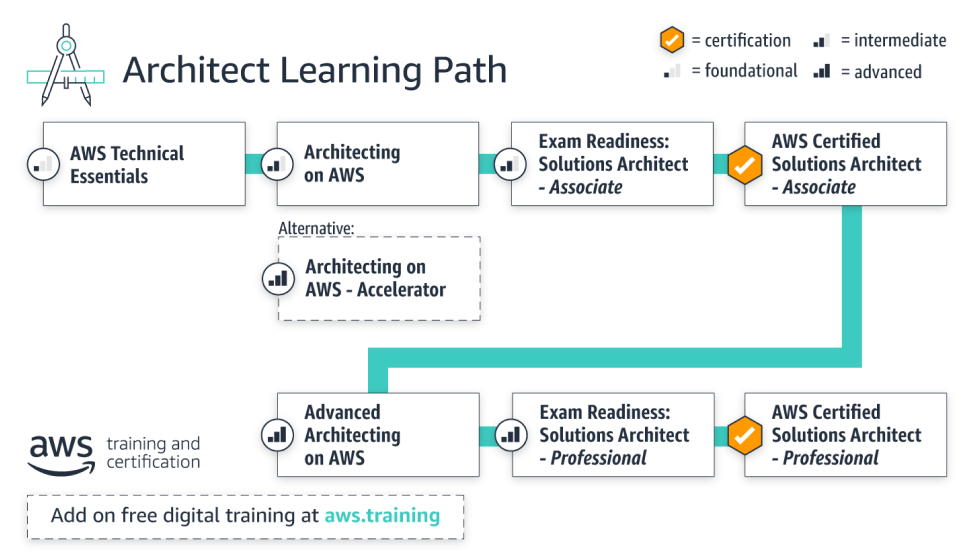 Architect Learning Path
= certification
= intermediate
= foundational
= advanced
AWS Technical
Essentials
Architecting
on AWS
Exam Readiness:
Solutions Architect
- Associate
AWS Certified
Solutions Architect
- Associate
Alternative:
Architecting on
AWS - Accelerator
Advanced
Architecting
on AWS
Exam Readiness:
Solutions Architect
- Professional
AWS Certified
Solutions Architect
- Professional
aws
training and
certification
Add on free digital training at aws.training